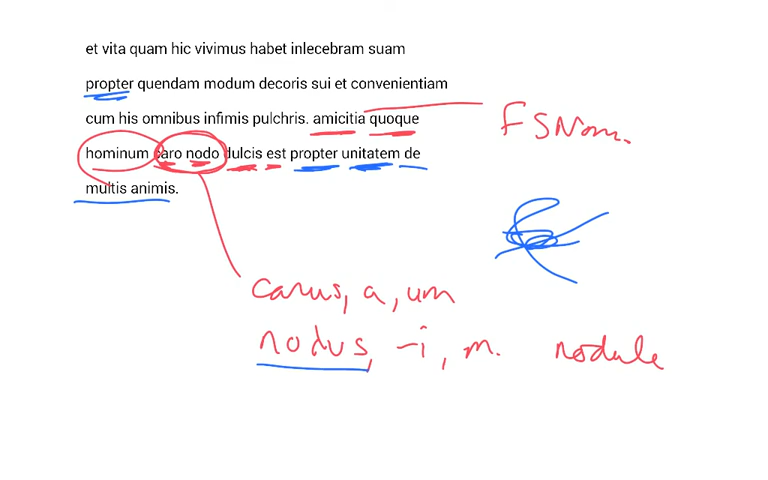 et vita quam hic vivimus habet inlecebram suam
propter quendam modum decoris sui et convenientiam
cum his omnibus infimis pulchris. amicitia quoque
FSNom.
hominum caro nodo dulcis est propter unitatem de
multis animis.
carus, a, um
nodus, -i, m. nodule